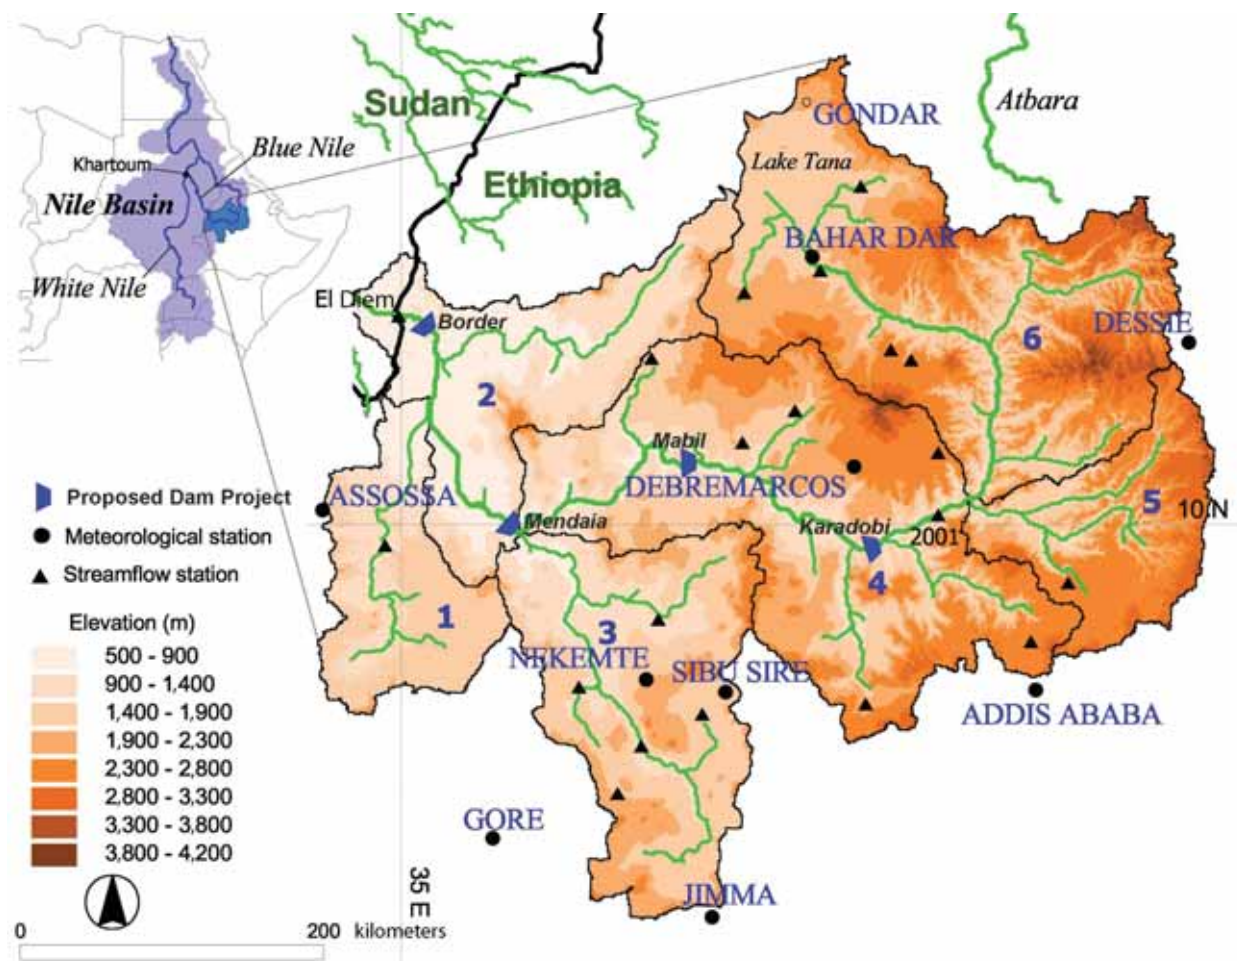 Sudan
Ethiopia
Atbara
GONDAR
Lake Tana
Blue Nile
Khartoum
Nile Basin
White Nile
BAHAR DAR
El Diem
Border
6
DESSIE
2
Mabil
DEBREMARCOS
5
10 N
ASSOSSA
Mendaia
Karadobi
2001
4
1
3
NEKEMTE
SIBU SIRE
ADDIS ABABA
GORE
JIMMA
35 E
Proposed Dam Project
Meteorological station
Streamflow station
Elevation (m)
500 - 900
900 - 1,400
1,400 - 1,900
1,900 - 2,300
2,300 - 2,800
2,800 - 3,300
3,300 - 3,800
3,800 - 4,200
0 200 kilometers